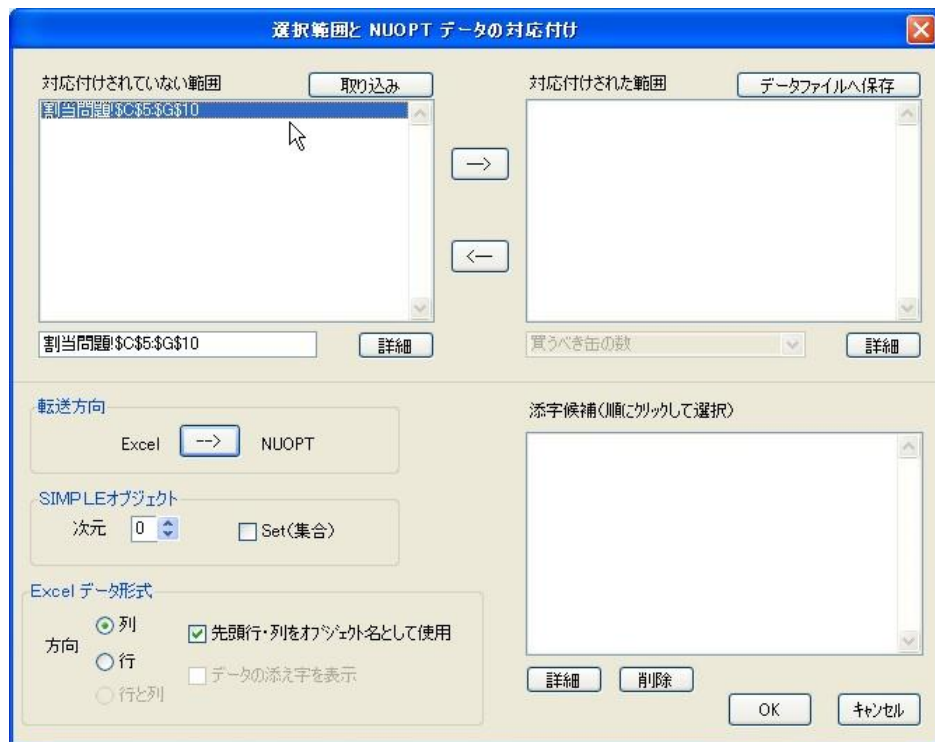 選択範囲と NUOPT データの対応付け
対応付けされていない範囲
取り込み
対応付けされた範囲
データファイルへ保存
割当問題!$C$5:$G$10
-->
<--
割当問題!$C$5:$G$10
詳細
買うべき缶の数
詳細
転送方向
Excel --> NUOPT
添字候補(順にクリックして選択)
SIMPLEオブジェクト
次元 0 Set(集合)
Excel データ形式
方向
列
先頭行・列をオブジェクト名として使用
行
データの添え字を表示
行と列
詳細
削除
OK
キャンセル